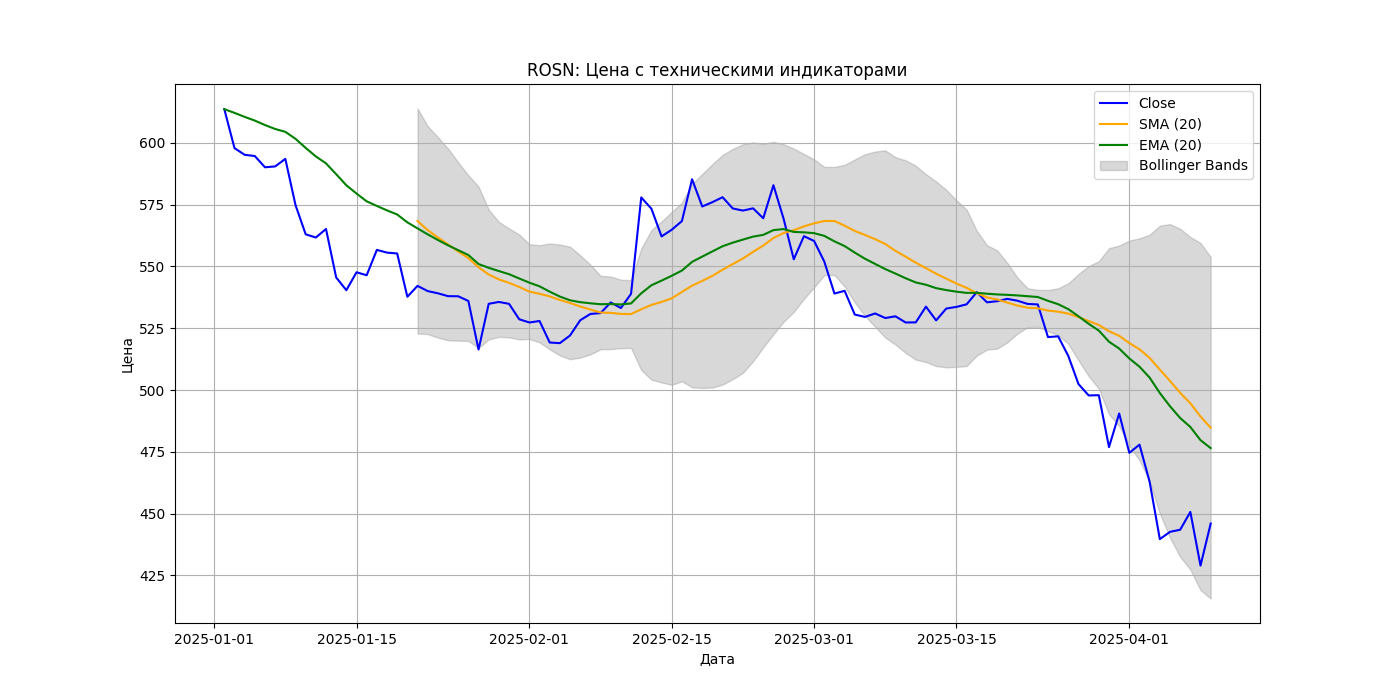 ROSN: Цена с техническими индикаторами
Close
SMA (20)
EMA (20)
Bollinger Bands
600
575
550
525
500
475
450
425
Цена
2025-01-01
2025-01-15
2025-02-01
2025-02-15
2025-03-01
2025-03-15
2025-04-01
Дата